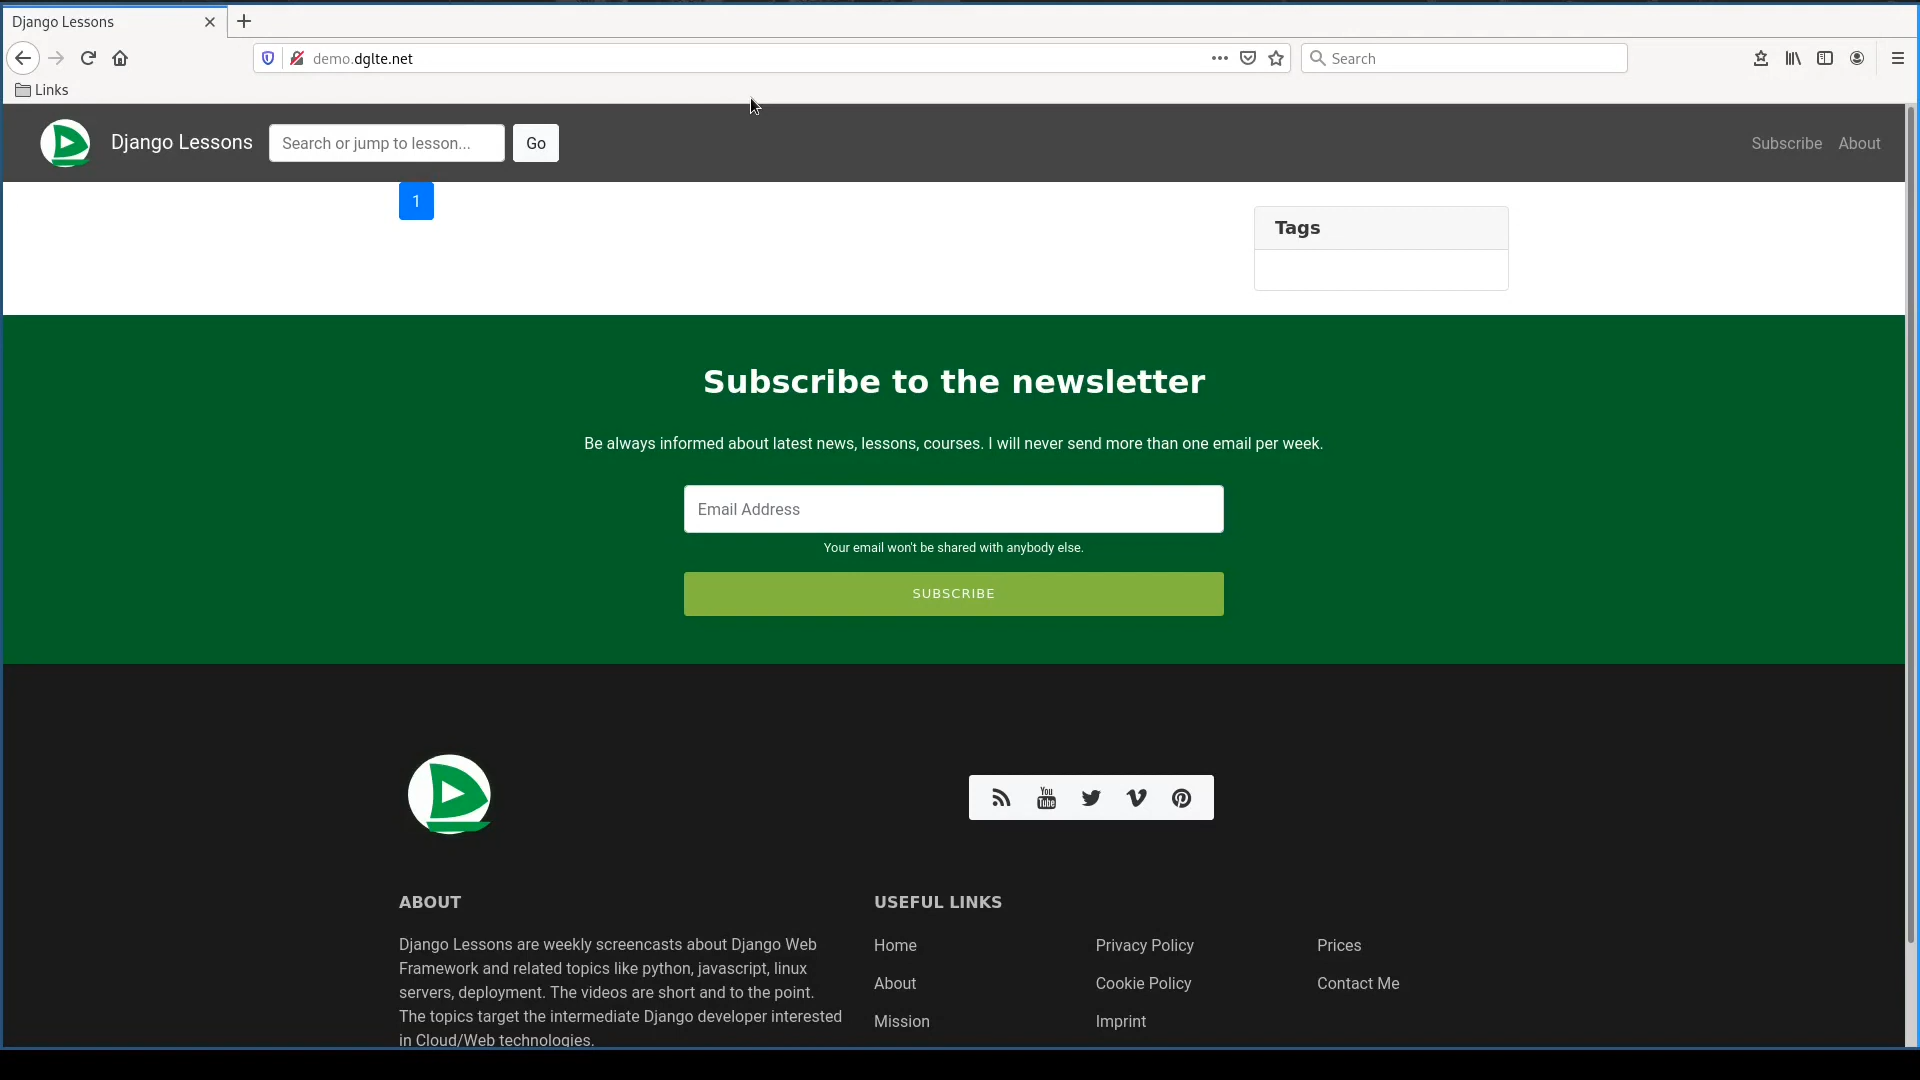 Django Lessons
demo.dglte.net
Search
Links
Django Lessons
Search or jump to lesson...
Go
Subscribe
About
1
Tags
Subscribe to the newsletter
Be always informed about latest news, lessons, courses. I will never send more than one email per week.
Email Address
Your email won't be shared with anybody else.
SUBSCRIBE
You
Tube
ABOUT
Django Lessons are weekly screencasts about Django Web
Framework and related topics like python, javascript, linux
servers, deployment. The videos are short and to the point.
The topics target the intermediate Django developer interested
in Cloud/Web technologies.
USEFUL LINKS
Home
Privacy Policy
Prices
About
Cookie Policy
Contact Me
Mission
Imprint